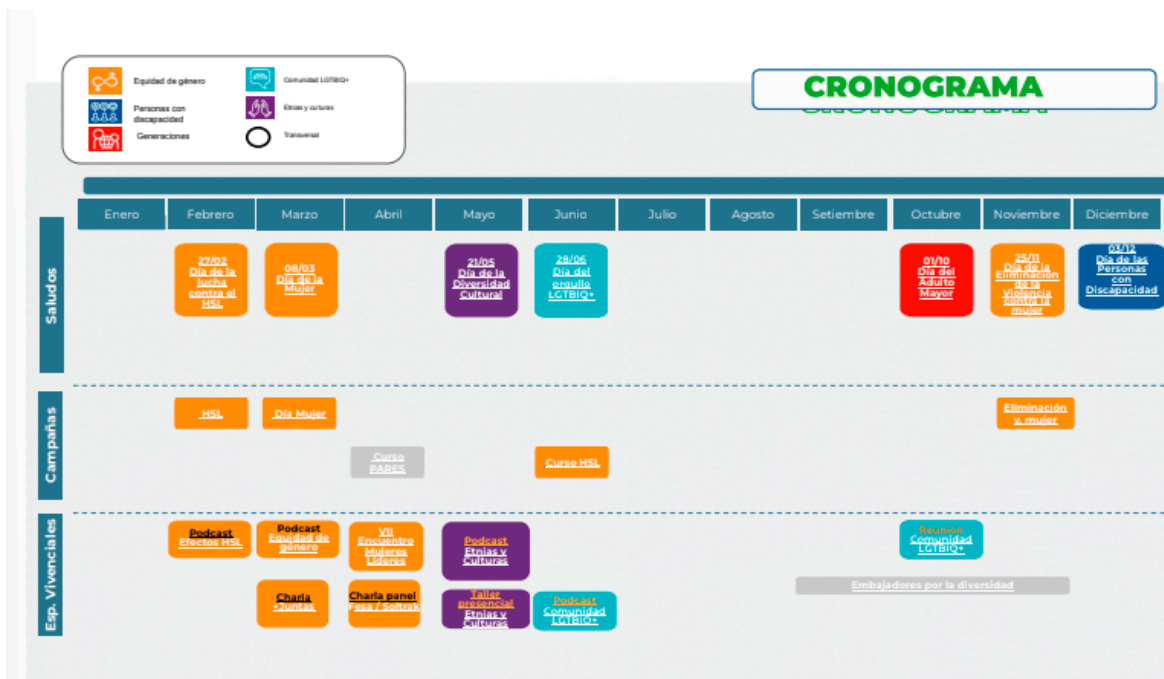 Equidad de género
Comunidad LGTBIQ+
Personas con
discapacidad
Etnias y culturas
Generaciones
Transversal
CRONOGRAMA
CRONOGRAMA
Enero
Febrero
Marzo
Abril
Mayo
Junio
Julio
Agosto
Setiembre
Octubre
Noviembre
Diciembre
Saludos
27/02
Día de la
lucha
contra el
HSL
08/03
Día de la
Mujer
21/05
Día de la
Diversidad
Cultural
28/06
Día del
orgullo
LGTBIQ+
01/10
Día del
Adulto
Mayor
25/11
Día de la
Eliminación
de la
Violencia
contra la
mujer
03/12
Día de las
Personas
con
Discapacidad
Campañas
HSL
Día Mujer
Eliminación
v. mujer
Curso
PARES
Curso HSL
Esp. Vivenciales
Podcast
Efectos HSL
Podcast
Equidad de
género
VII
Encuentro
Mujeres
Líderes
Podcast
Etnias y
Culturas
Reunión
Comunidad
LGTBIQ+
Embajadores por la diversidad
Charla
+Juntas
Charla panel
Fesa / Soltrak
Taller
presencial
Etnias y
Culturas
Podcast
Comunidad
LGTBIQ+